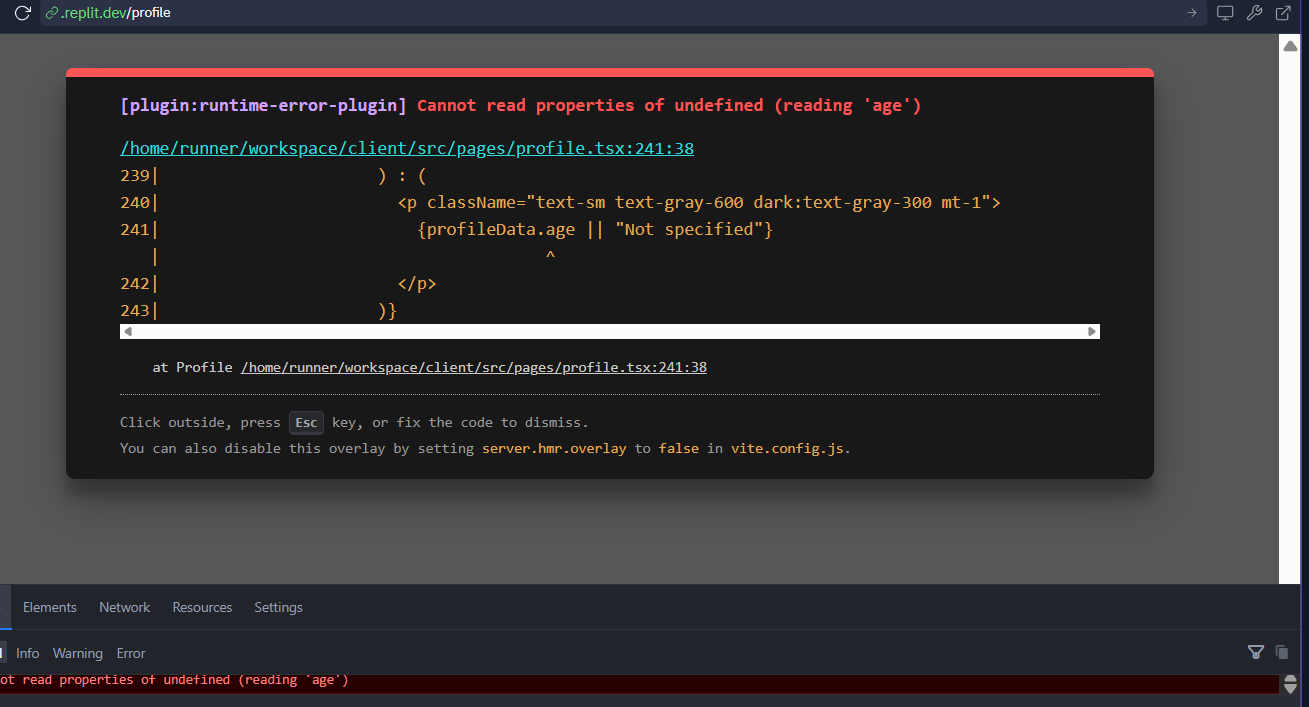 .replit.dev/profile
[plugin:runtime-error-plugin] Cannot read properties of undefined (reading 'age')
/home/runner/workspace/client/src/pages/profile.tsx:241:38
239|                       ) : (
240|                         <p className="text-sm text-gray-600 dark:text-gray-300 mt-1">
241|                           {profileData.age || "Not specified"}
   |                                        ^
242|                         </p>
243|                       )}
at Profile /home/runner/workspace/client/src/pages/profile.tsx:241:38
Click outside, press Esc key, or fix the code to dismiss.
You can also disable this overlay by setting server.hmr.overlay to false in vite.config.js.
Elements Network Resources Settings
Info Warning Error
ot read properties of undefined (reading 'age')